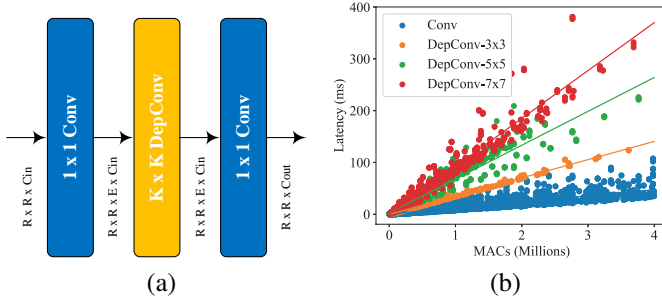 1 x 1 Conv
K x K DepConv
1 x 1 Conv
R x R x Cin
R x R x E x Cin
R x R x E x Cin
R x R x Cout
(a)
400
300
200
100
0
Latency (ms)
Conv
DepConv-3x3
DepConv-5x5
DepConv-7x7
0 1 2 3 4
MACs (Millions)
(b)